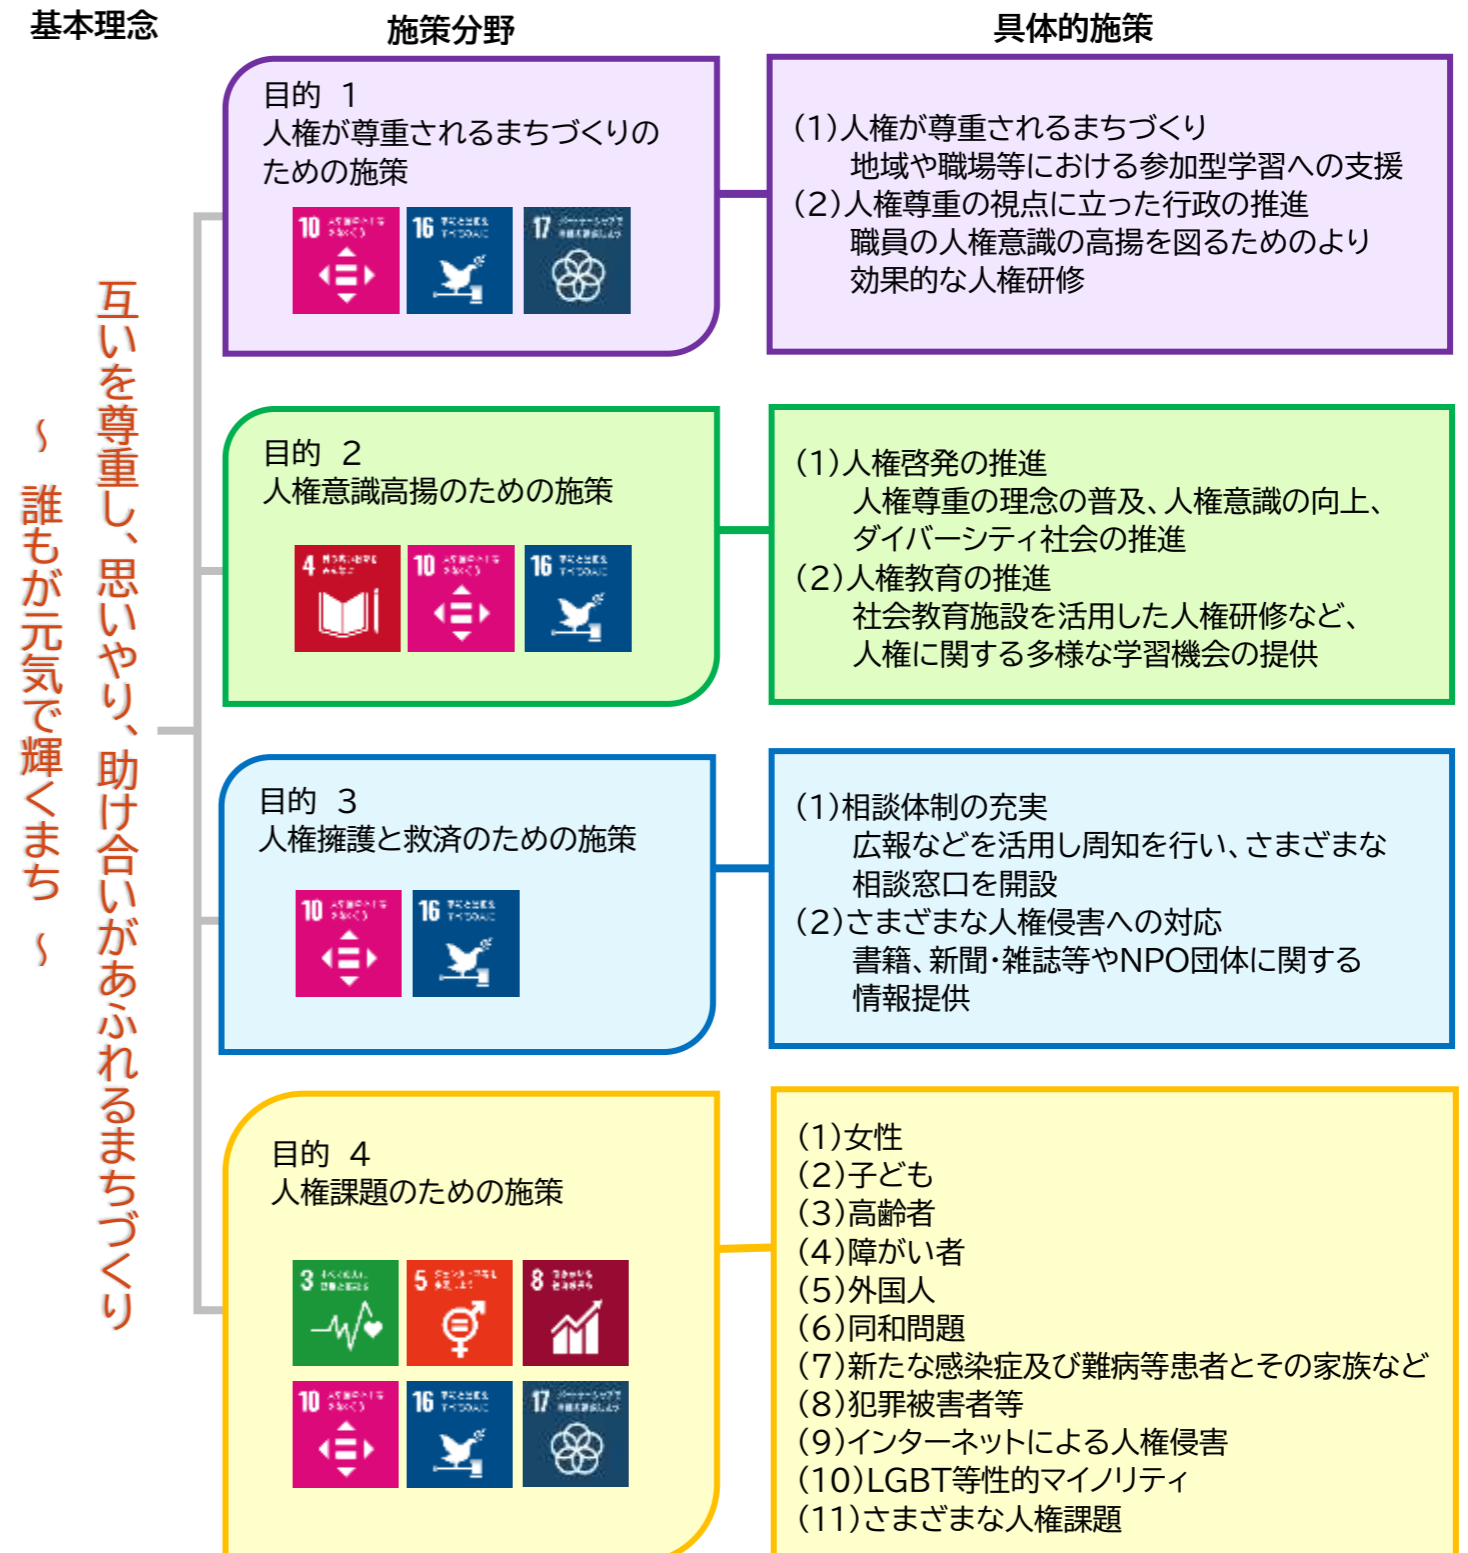 基本理念
施策分野
具体的施策
互いを尊重し、思いやり、助け合いがあふれるまちづくり
~ 誰もが元気で輝くまち ~
目的 1
人権が尊重されるまちづくりの
ための施策
10
16
17
(1)人権が尊重されるまちづくり
地域や職場等における参加型学習への支援
(2)人権尊重の視点に立った行政の推進
職員の人権意識の高揚を図るためのより
効果的な人権研修
目的 2
人権意識高揚のための施策
4
10
16
(1)人権啓発の推進
人権尊重の理念の普及、人権意識の向上、
ダイバーシティ社会の推進
(2)人権教育の推進
社会教育施設を活用した人権研修など、
人権に関する多様な学習機会の提供
目的 3
人権擁護と救済のための施策
10
16
(1)相談体制の充実
広報などを活用し周知を行い、さまざまな
相談窓口を開設
(2)さまざまな人権侵害への対応
書籍、新聞・雑誌等やNPO団体に関する
情報提供
目的 4
人権課題のための施策
3
5
8
10
16
17
(1)女性
(2)子ども
(3)高齢者
(4)障がい者
(5)外国人
(6)同和問題
(7)新たな感染症及び難病等患者とその家族など
(8)犯罪被害者等
(9)インターネットによる人権侵害
(10)LGBT等性的マイノリティ
(11)さまざまな人権課題